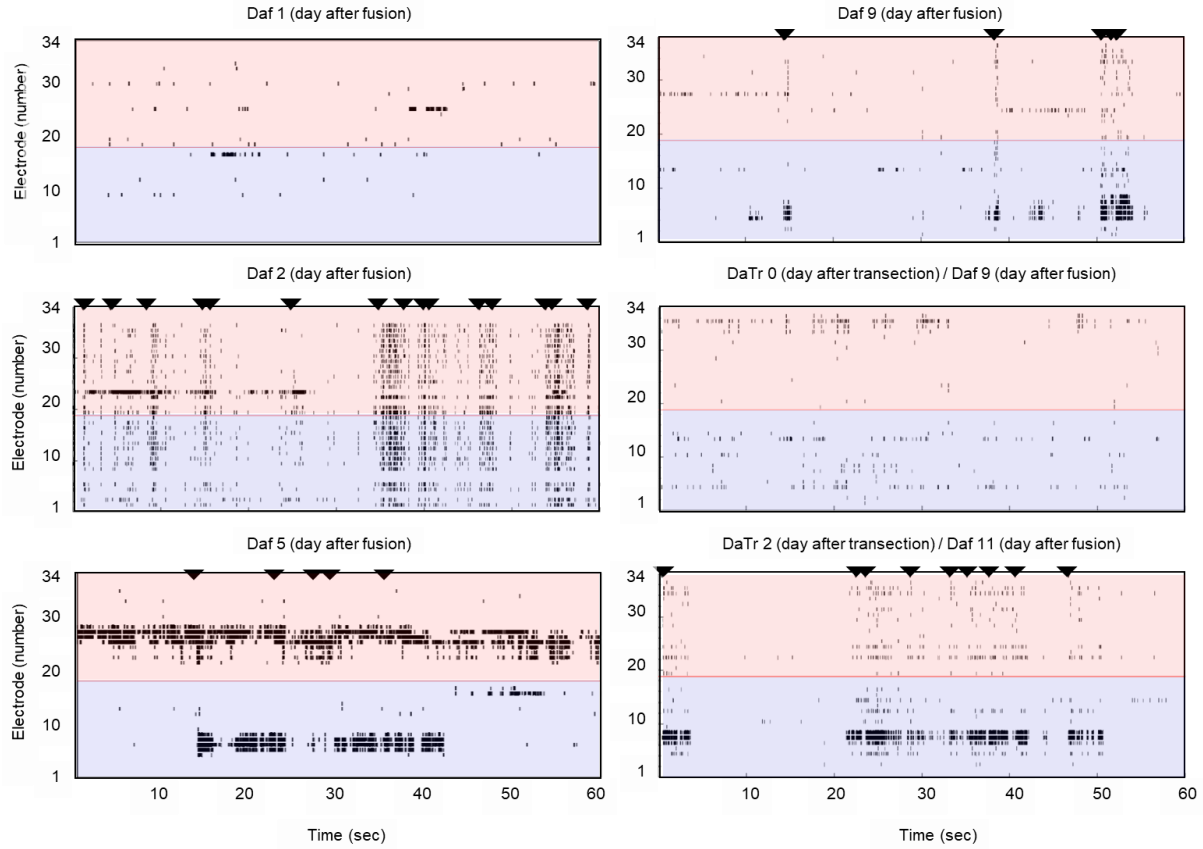 Daf 1 (day after fusion)
34
30
20
10
1
Electrode (number)
Daf 2 (day after fusion)
34
30
20
10
1
Electrode (number)
Daf 5 (day after fusion)
34
30
20
10
1
Electrode (number)
10 20 30 40 50 60
Time (sec)
Daf 9 (day after fusion)
34
30
20
10
1
DaTr 0 (day after transection) / Daf 9 (day after fusion)
34
30
20
10
1
DaTr 2 (day after transection) / Daf 11 (day after fusion)
34
30
20
10
1
10 20 30 40 50 60
Time (sec)